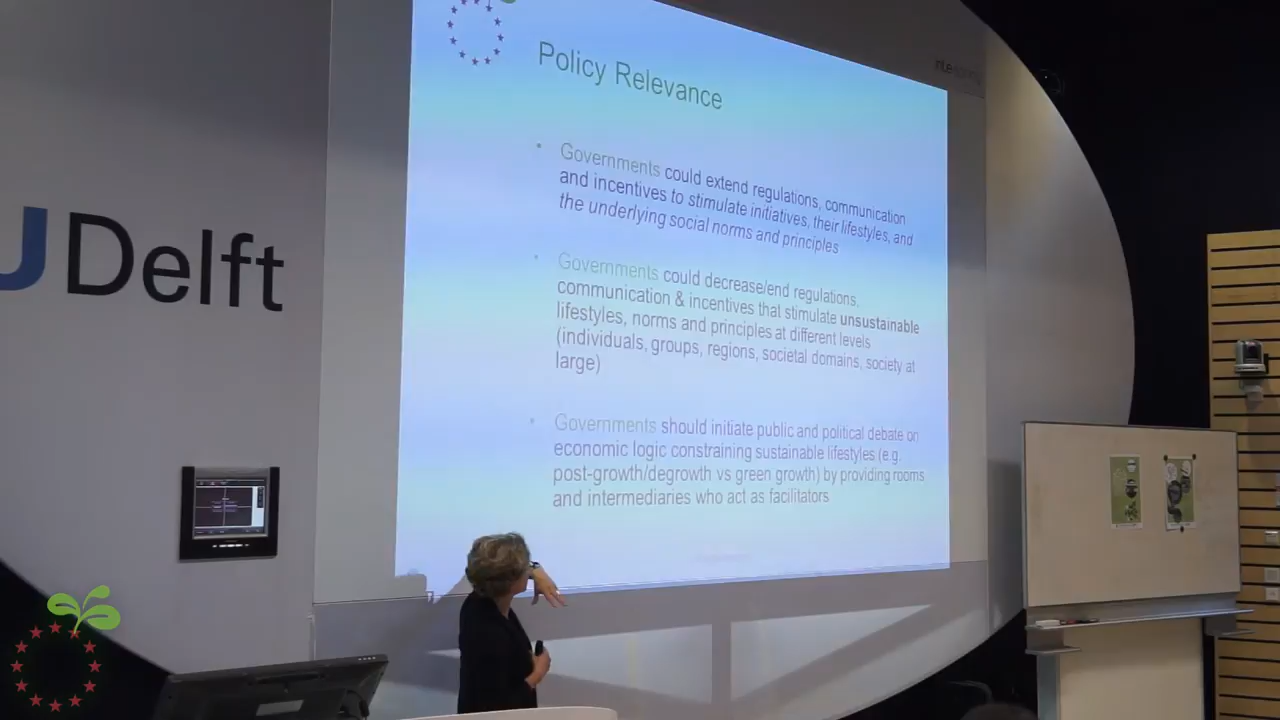 Policy Relevance
• Governments could extend regulations, communication
and incentives to stimulate initiatives, their lifestyles, and
the underlying social norms and principles
• Governments could decrease/end regulations,
communication & incentives that stimulate unsustainable
lifestyles, norms and principles at different levels
(individuals, groups, regions, societal domains, society at
large)
• Governments should initiate public and political debate on
economic logic constraining sustainable lifestyles (e.g.
post-growth/degrowth vs green growth) by providing rooms
and intermediaries who act as facilitators
UDelft